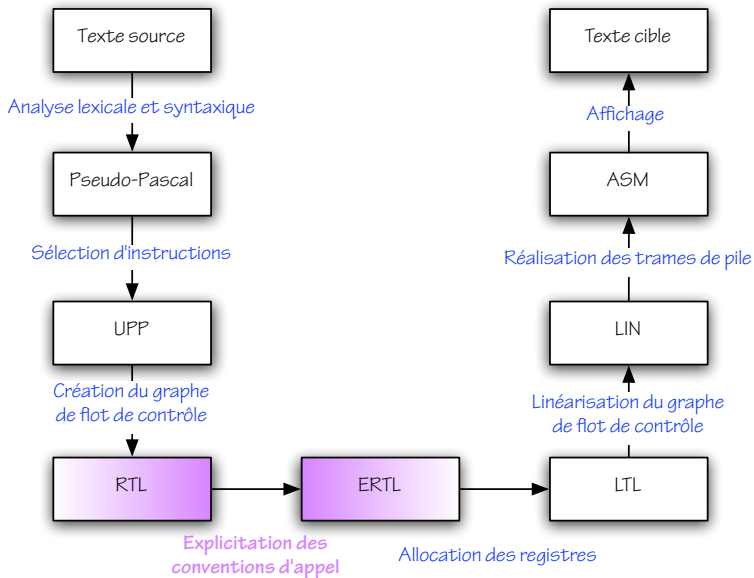 Texte source
Analyse lexicale et syntaxique
Pseudo-Pascal
Sélection d'instructions
UPP
Création du graphe
de flot de contrôle
RTL
Explicitation des
conventions d'appel
ERTL
Allocation des registres
LTL
Linéarisation du graphe
de flot de contrôle
LIN
Réalisation des trames de pile
ASM
Affichage
Texte cible